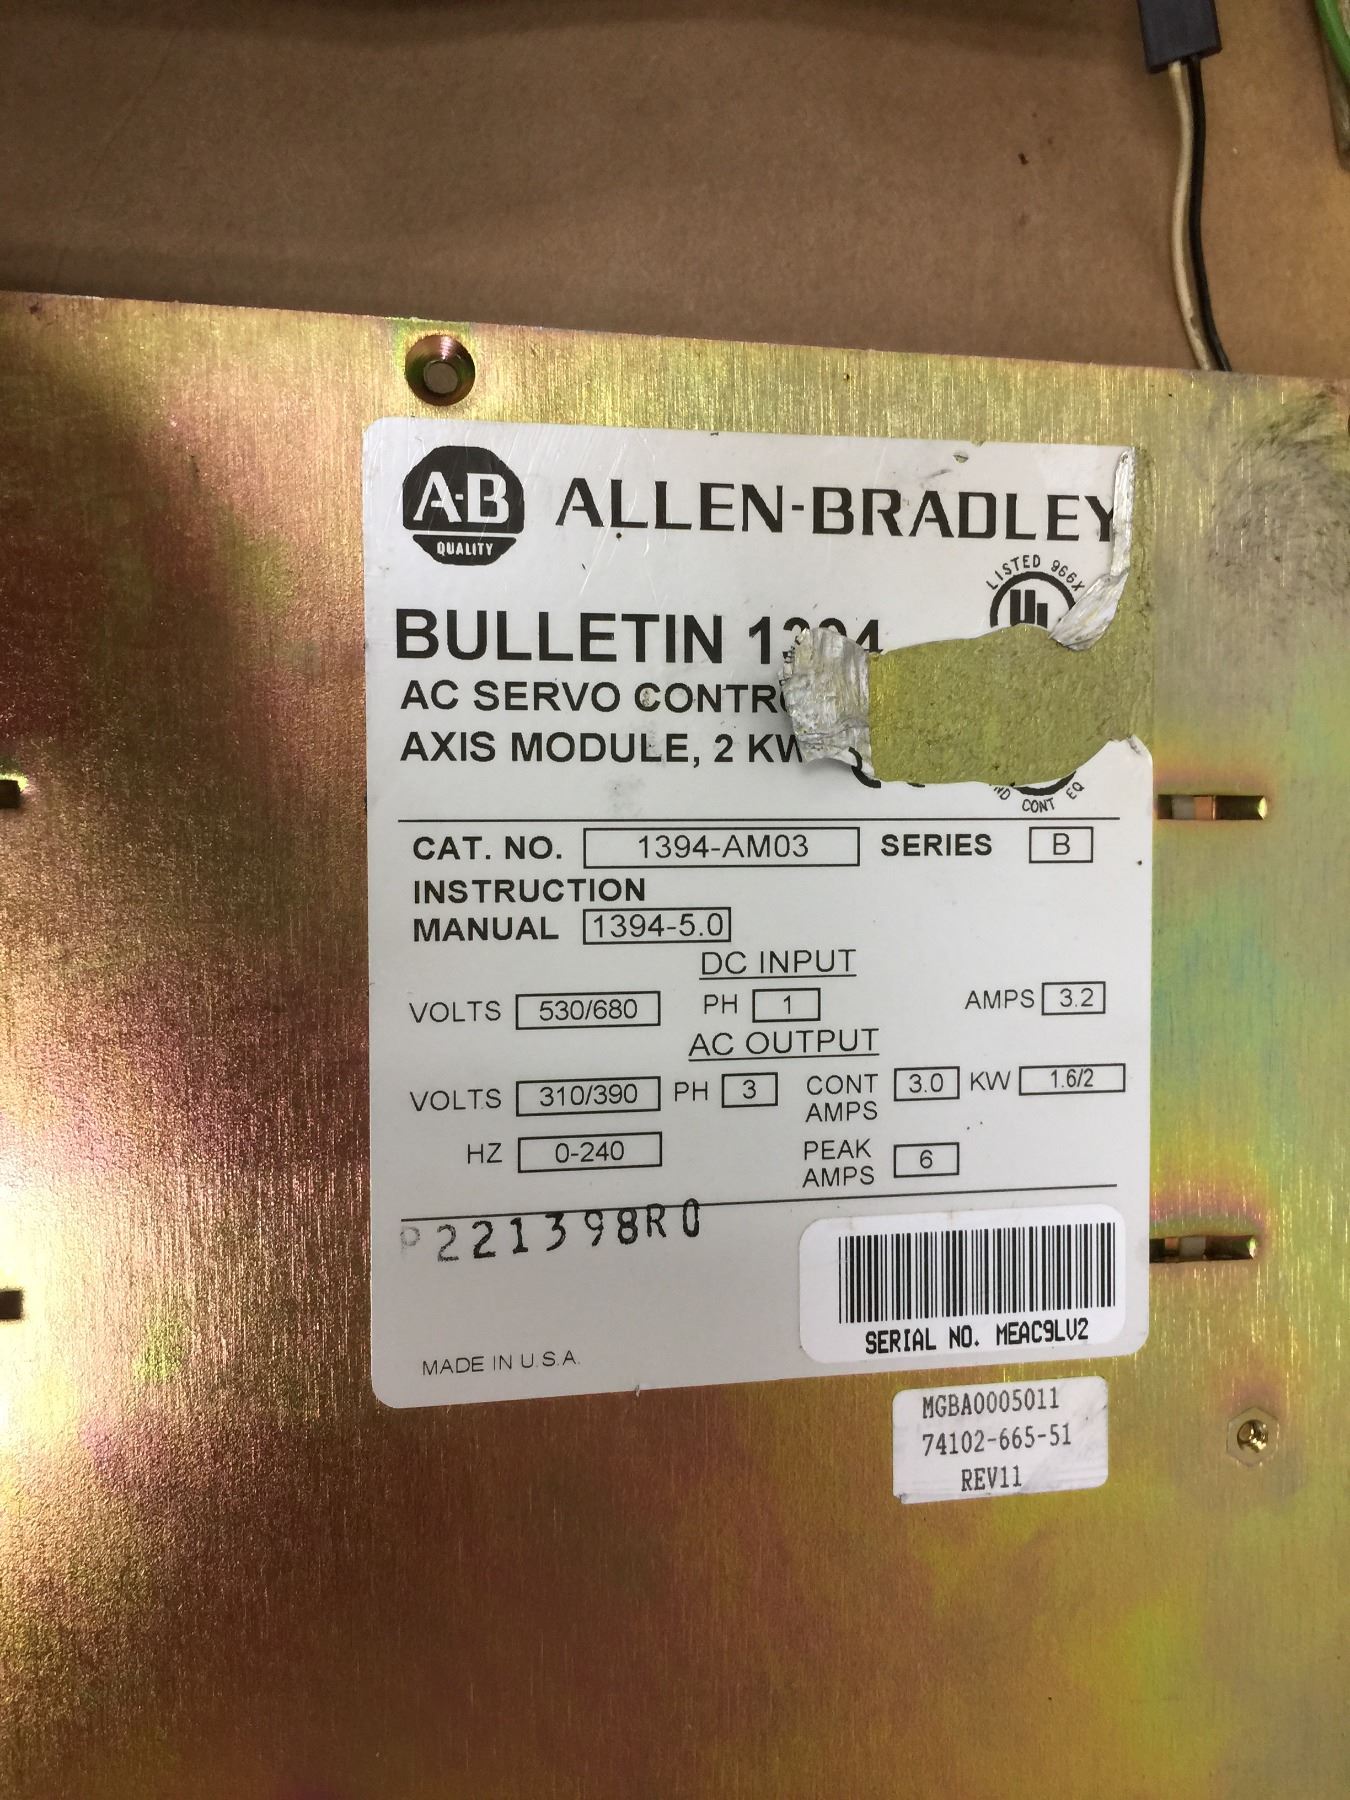 A-B
QUALITY
ALLEN-BRADLEY
LISTED 966X
BULLETIN 1394
AC SERVO
AXIS MODULE, 2 KW
CONT EQ
CAT. NO. 1394-AM03 SERIES B
INSTRUCTION
MANUAL 1394-5.0
DC INPUT
VOLTS 530/680 PH 1 AMPS 3.2
AC OUTPUT
VOLTS 310/390 PH 3 CONT AMPS 3.0 KW 1.6/2
HZ 0-240 PEAK AMPS 6
P221398R0
SERIAL NO. MEAC9LV2
MADE IN U.S.A.
MGBA0005011
74102-665-51
REV11